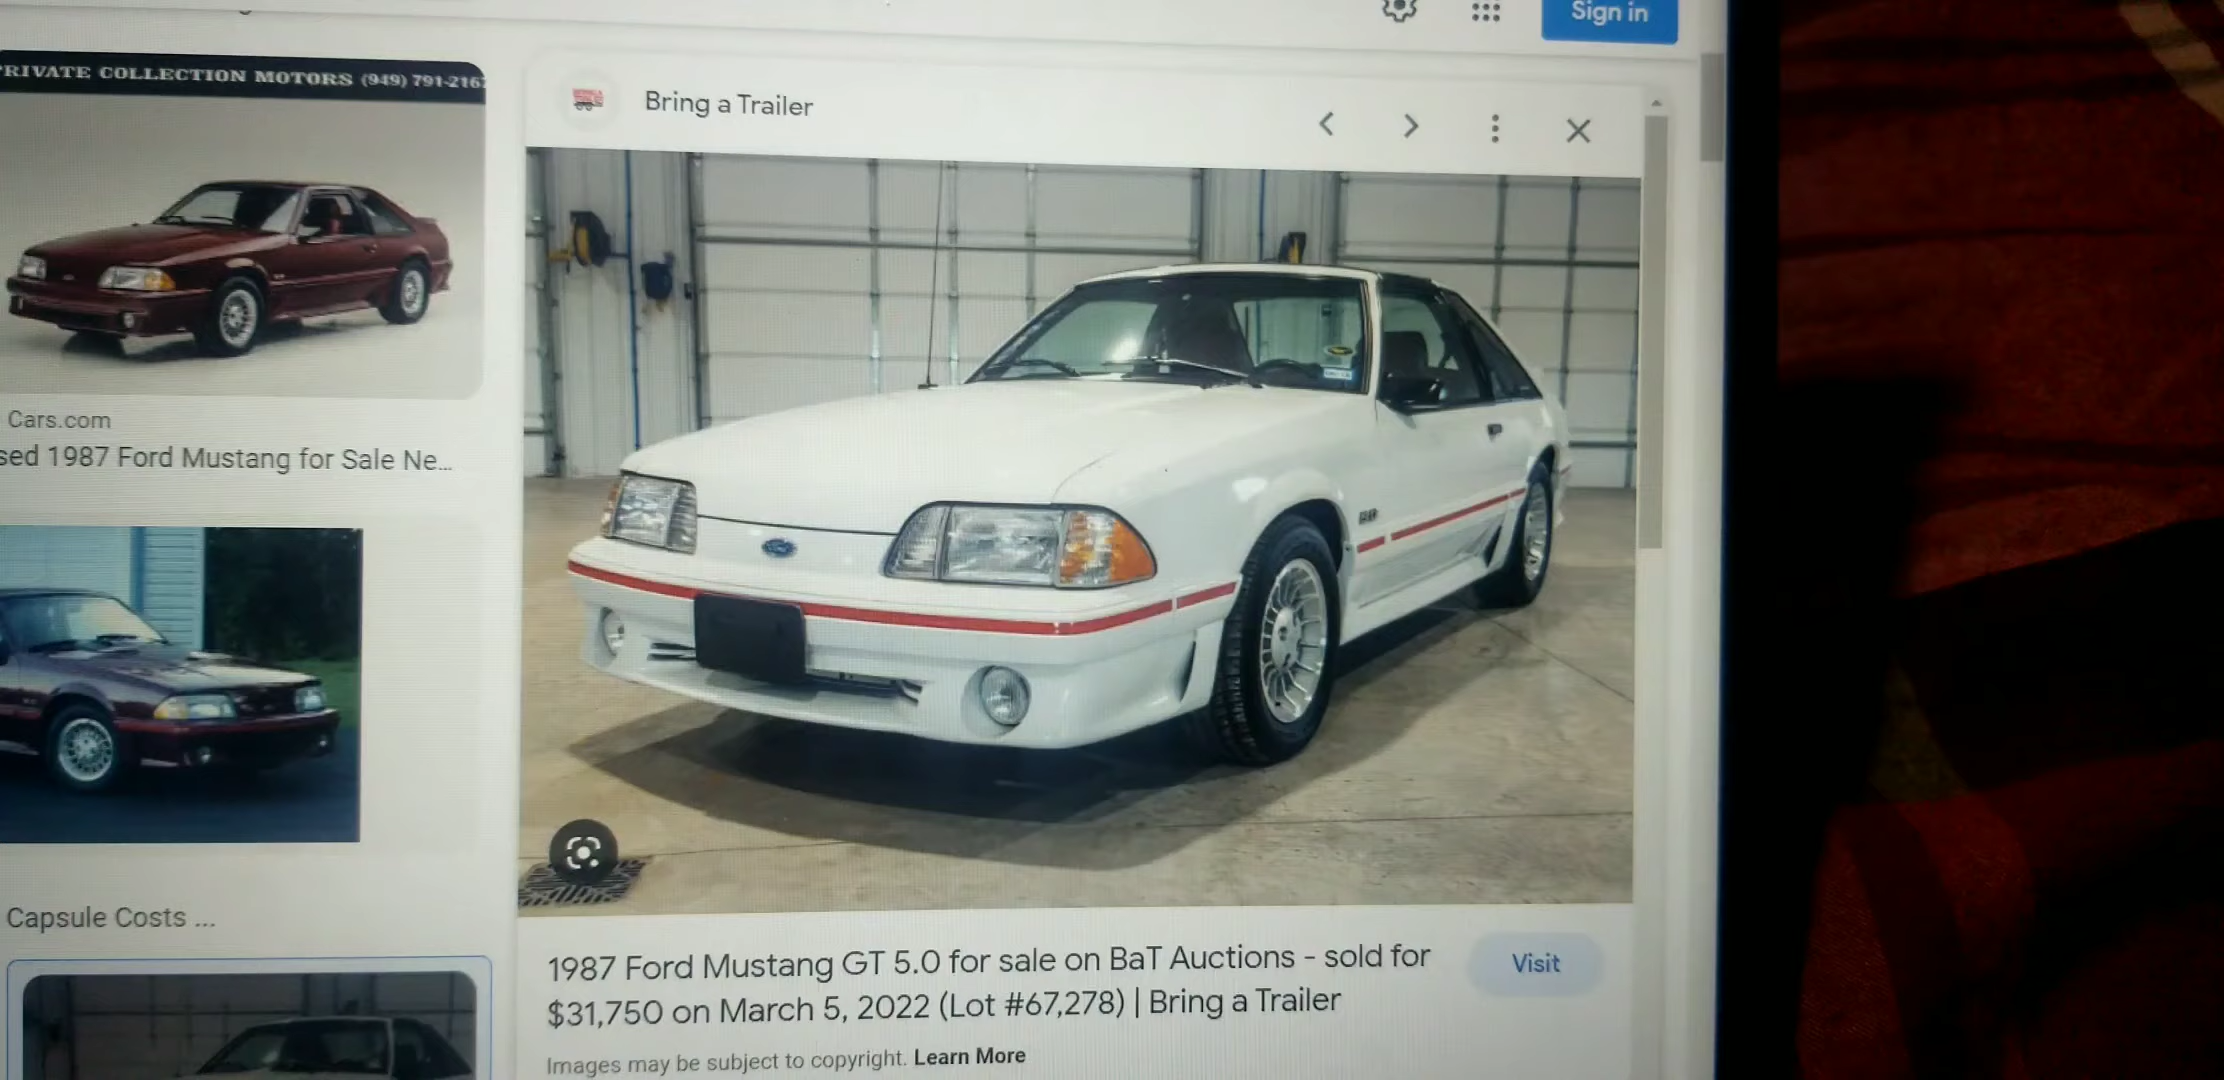 Sign in
PRIVATE COLLECTION MOTORS (949) 791-216
Bring a Trailer
Cars.com
sed 1987 Ford Mustang for Sale Ne...
Capsule Costs ...
1987 Ford Mustang GT 5.0 for sale on BaT Auctions - sold for
$31,750 on March 5, 2022 (Lot #67,278) | Bring a Trailer
Visit
Images may be subject to copyright. Learn More